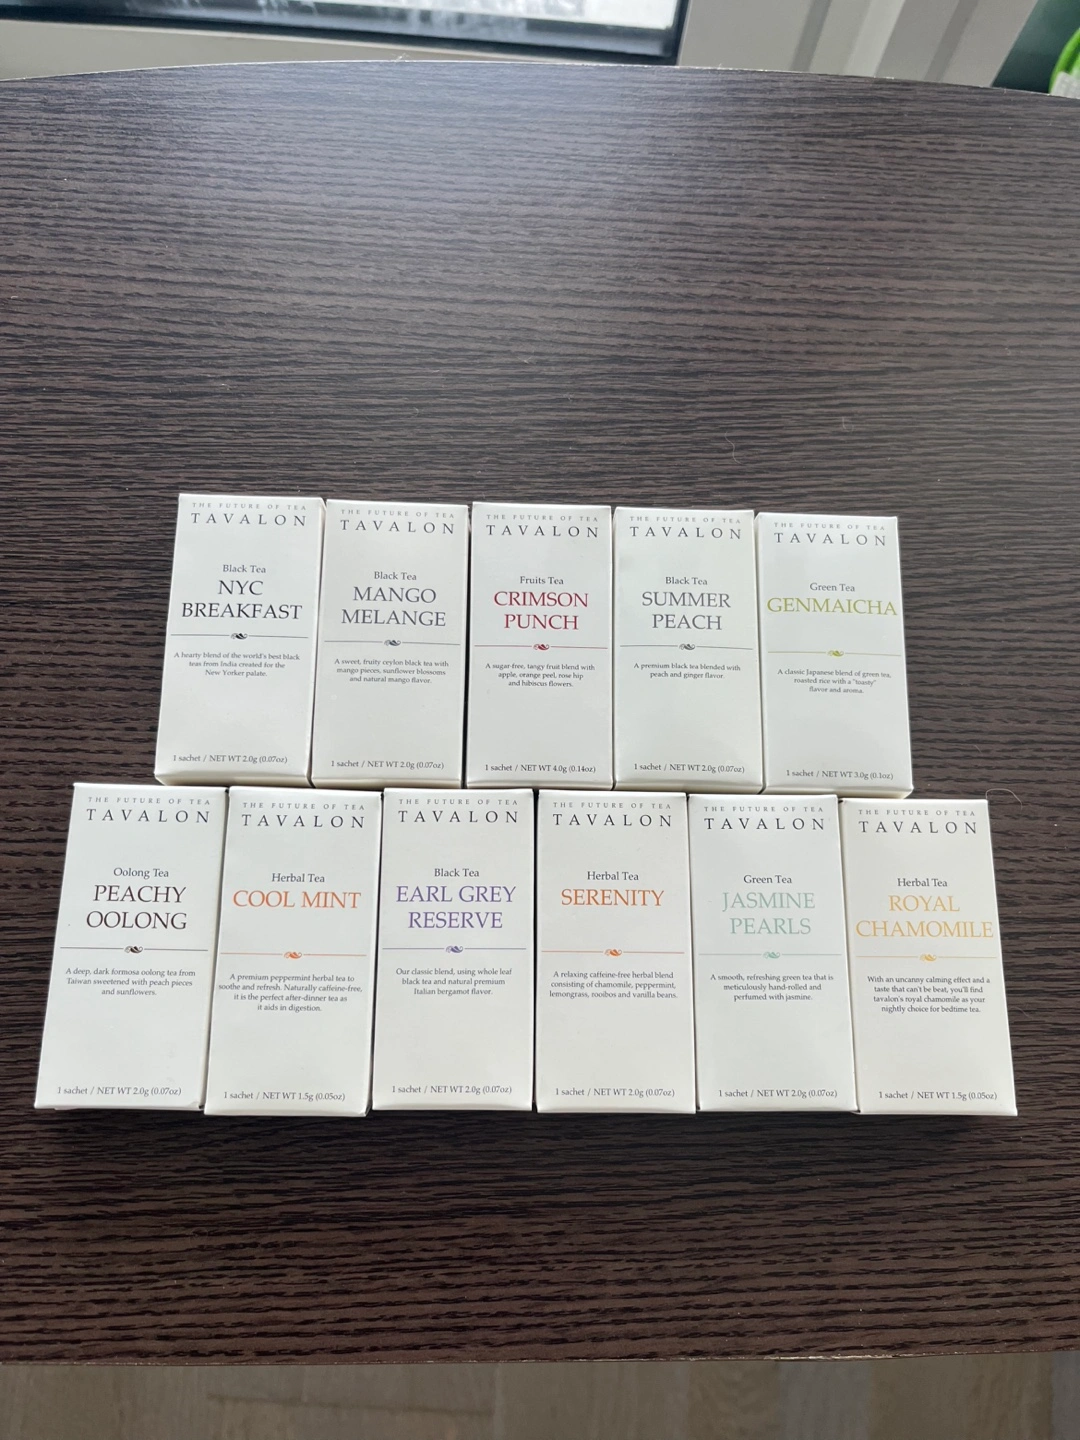 THE FUTURE OF TEA
TAVALON
Black Tea
NYC
BREAKFAST
A hearty blend of the world's best black
teas from India created for the
New Yorker palate.
1 sachet / NET WT 2.0g (0.07oz)
THE FUTURE OF TEA
TAVALON
Black Tea
MANGO
MELANGE
A sweet, fruity ceylon black tea with
mango pieces, sunflower blossoms
and natural mango flavor.
1 sachet / NET WT 2.0g (0.07oz)
THE FUTURE OF TEA
TAVALON
Fruits Tea
CRIMSON
PUNCH
A sugar-free, tangy fruit blend with
apple, orange peel, rose hip
and hibiscus flowers.
1 sachet / NET WT 4.0g (0.14oz)
THE FUTURE OF TEA
TAVALON
Black Tea
SUMMER
PEACH
A premium black tea blended with
peach and ginger flavor.
1 sachet / NET WT 2.0g (0.07oz)
THE FUTURE OF TEA
TAVALON
Green Tea
GENMAICHA
A classic Japanese blend of green tea,
roasted rice with a "toasty"
flavor and aroma.
1 sachet / NET WT 3.0g (0.1oz)
THE FUTURE OF TEA
TAVALON
Oolong Tea
PEACHY
OOLONG
A deep, dark formosa oolong tea from
Taiwan sweetened with peach pieces
and sunflowers.
1 sachet / NET WT 2.0g (0.07oz)
THE FUTURE OF TEA
TAVALON
Herbal Tea
COOL MINT
A premium peppermint herbal tea to
soothe and refresh. Naturally caffeine-free,
it is the perfect after-dinner tea as
it aids in digestion.
1 sachet / NET WT 1.5g (0.05oz)
THE FUTURE OF TEA
TAVALON
Black Tea
EARL GREY
RESERVE
Our classic blend, using whole leaf
black tea and natural premium
Italian bergamot flavor.
1 sachet / NET WT 2.0g (0.07oz)
THE FUTURE OF TEA
TAVALON
Herbal Tea
SERENITY
A relaxing caffeine-free herbal blend
consisting of chamomile, peppermint,
lemongrass, rooibos and vanilla beans.
1 sachet / NET WT 2.0g (0.07oz)
THE FUTURE OF TEA
TAVALON
Green Tea
JASMINE
PEARLS
A smooth, refreshing green tea that is
meticulously hand-rolled and
perfumed with jasmine.
1 sachet / NET WT 2.0g (0.07oz)
THE FUTURE OF TEA
TAVALON
Herbal Tea
ROYAL
CHAMOMILE
With an uncanny calming effect and a
taste that can't be beat, you'll find
tavalon's royal chamomile as your
nightly choice for bedtime tea.
1 sachet / NET WT 1.5g (0.05oz)